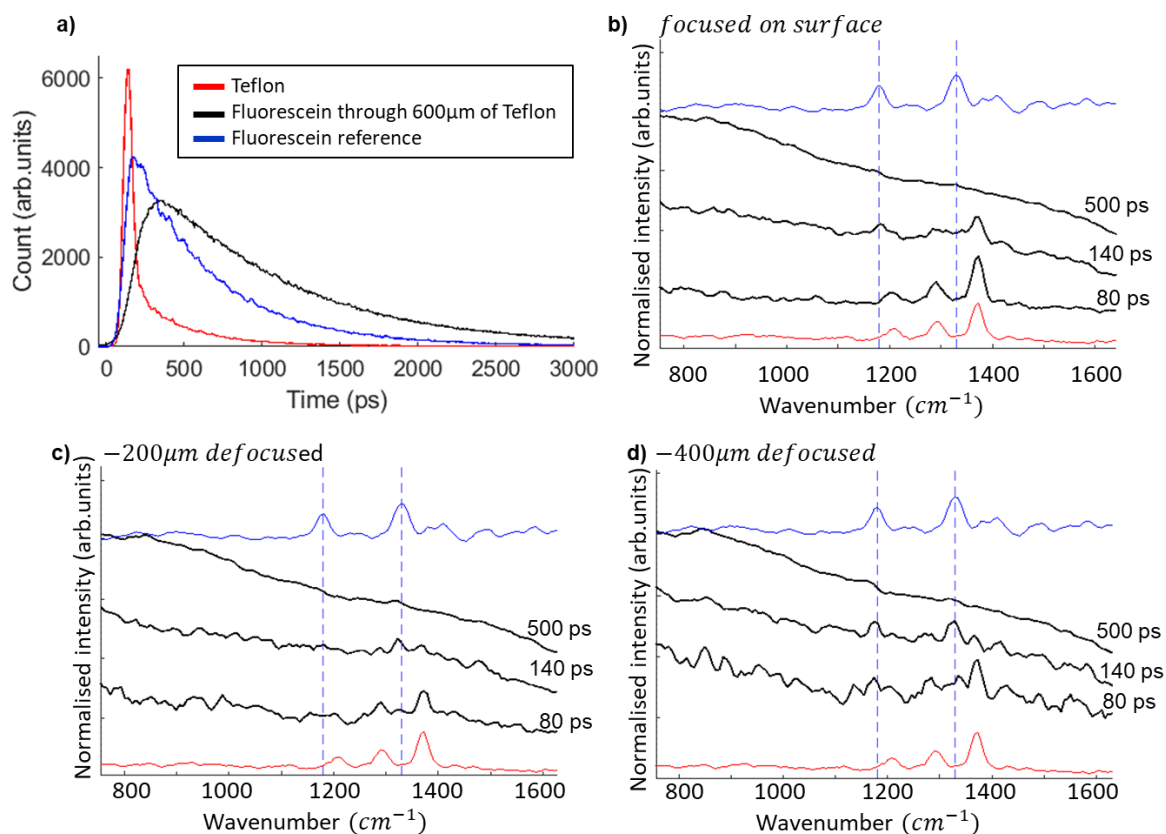 a)
Count (arb.units)
6000
4000
2000
0
Teflon
Fluorescein through 600μm of Teflon
Fluorescein reference
0 500 1000 1500 2000 2500 3000
Time (ps)
b) focused on surface
Normalised intensity (arb.units)
500 ps
140 ps
80 ps
800 1000 1200 1400 1600
Wavenumber (cm⁻¹)
c) −200μm defocused
Normalised intensity (arb.units)
500 ps
140 ps
80 ps
800 1000 1200 1400 1600
Wavenumber (cm⁻¹)
d) −400μm defocused
Normalised intensity (arb.units)
500 ps
140 ps
80 ps
800 1000 1200 1400 1600
Wavenumber (cm⁻¹)